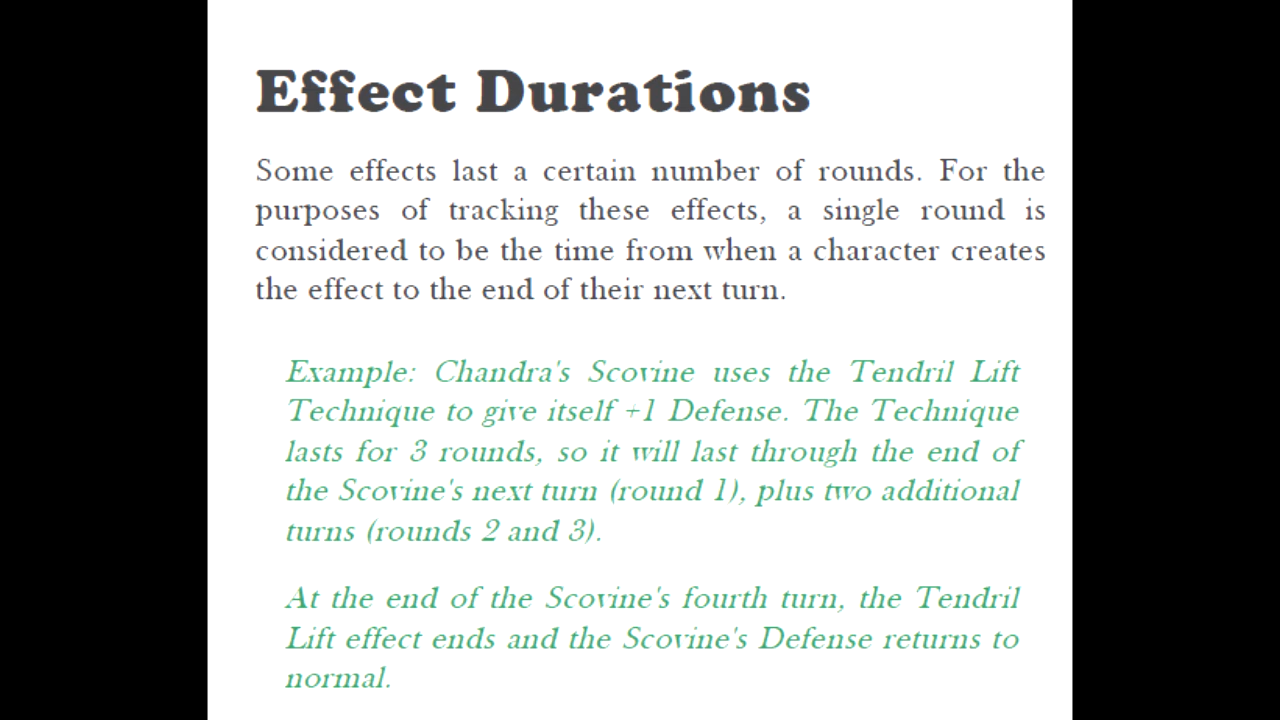 Effect Durations
Some effects last a certain number of rounds. For the
purposes of tracking these effects, a single round is
considered to be the time from when a character creates
the effect to the end of their next turn.
Example: Chandra's Scovine uses the Tendril Lift
Technique to give itself +1 Defense. The Technique
lasts for 3 rounds, so it will last through the end of
the Scovine's next turn (round 1), plus two additional
turns (rounds 2 and 3).
At the end of the Scovine's fourth turn, the Tendril
Lift effect ends and the Scovine's Defense returns to
normal.